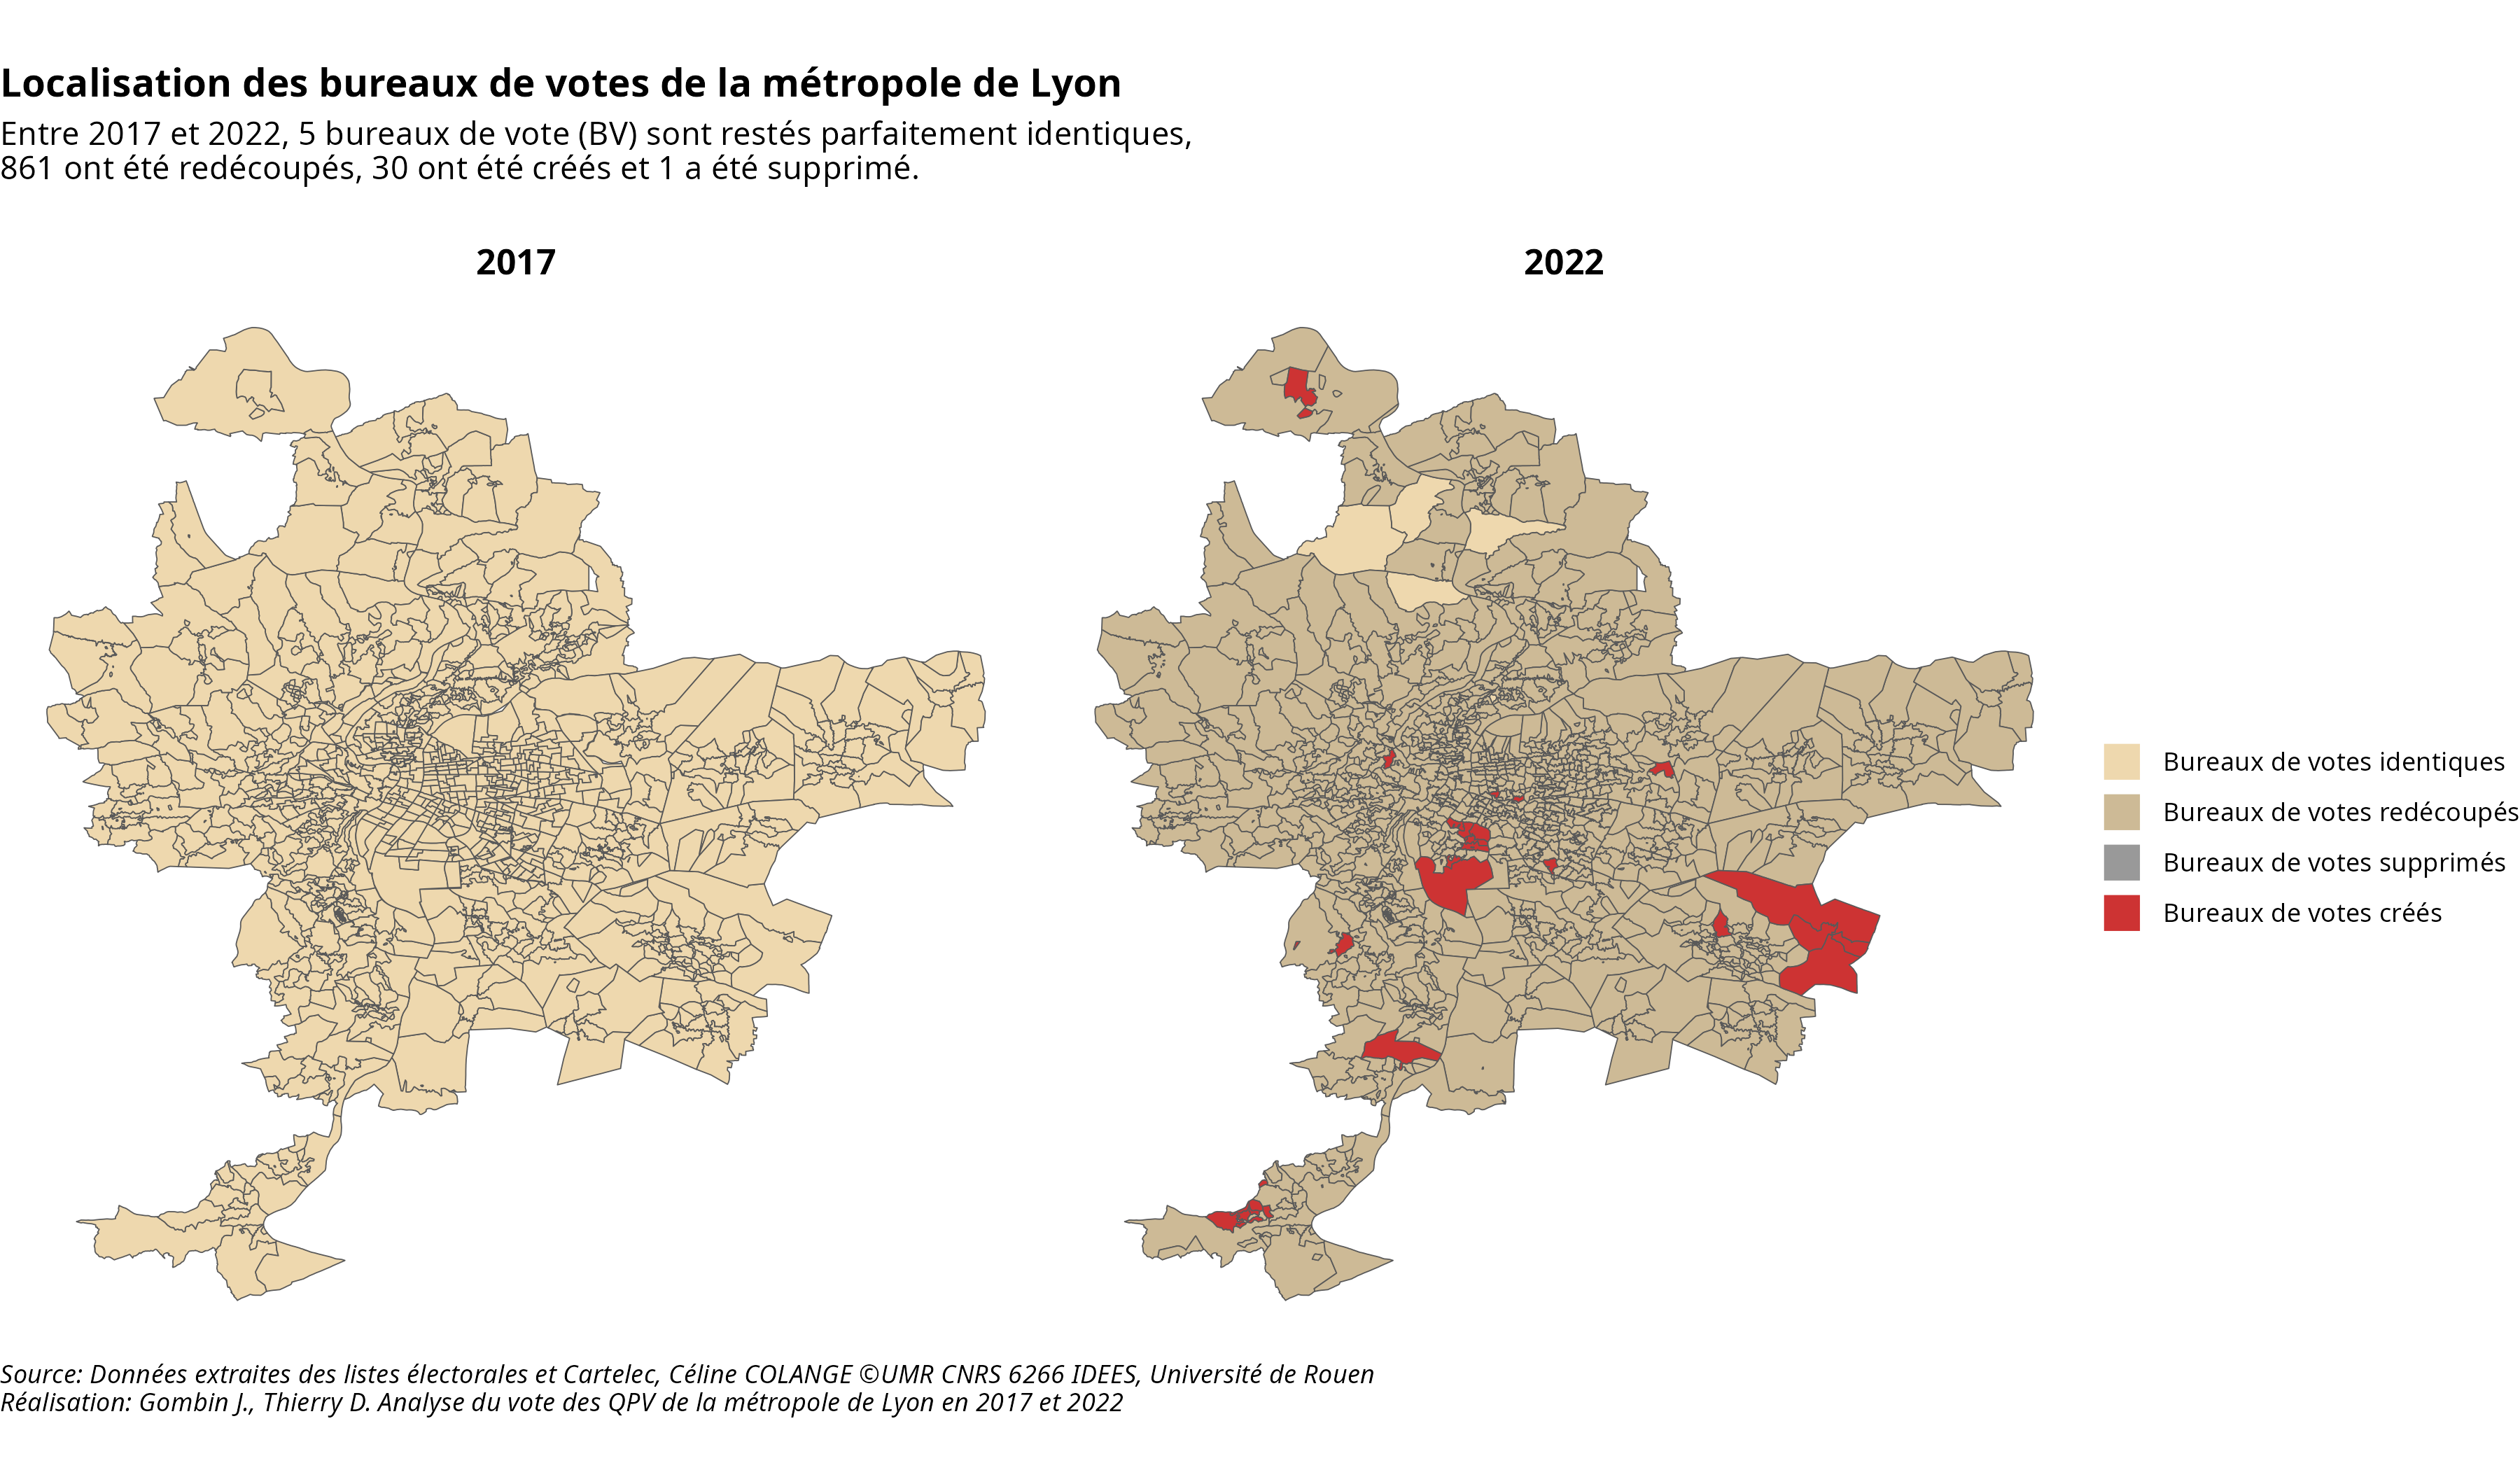 Localisation des bureaux de votes de la métropole de Lyon
Entre 2017 et 2022, 5 bureaux de vote (BV) sont restés parfaitement identiques,
861 ont été redécoupés, 30 ont été créés et 1 a été supprimé.
2017
2022
Bureaux de votes identiques
Bureaux de votes redécoupés
Bureaux de votes supprimés
Bureaux de votes créés
Source: Données extraites des listes électorales et Cartelec, Céline COLANGE ©UMR CNRS 6266 IDEES, Université de Rouen
Réalisation: Gombin J., Thierry D. Analyse du vote des QPV de la métropole de Lyon en 2017 et 2022